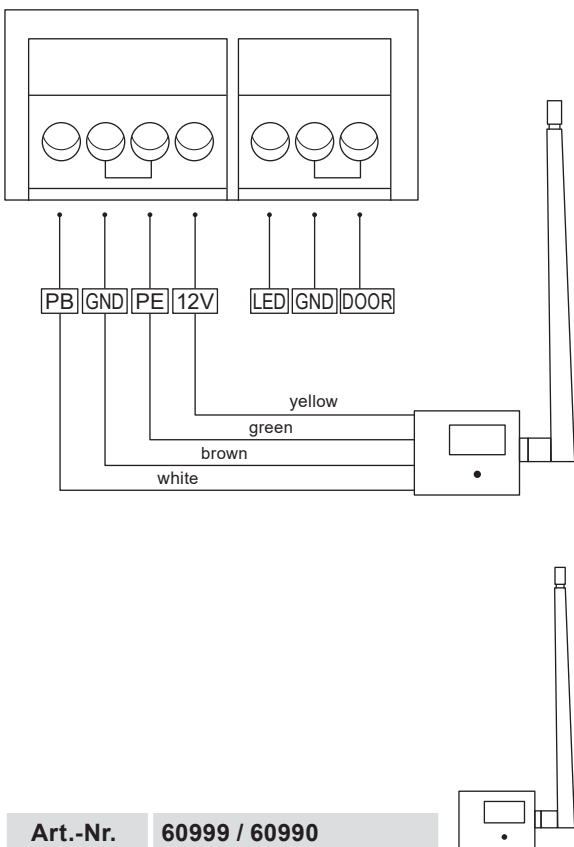 PB GND PE 12V LED GND DOOR
yellow
green
brown
white
Art.-Nr. 60999 / 60990